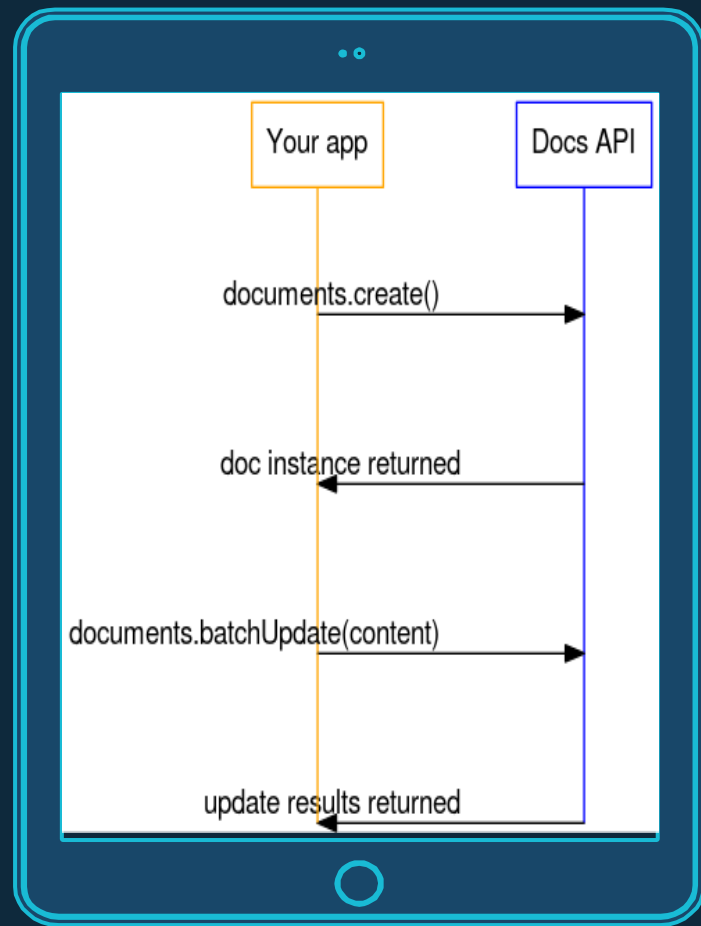 Your app
Docs API
documents.create()
doc instance returned
documents.batchUpdate(content)
update results returned